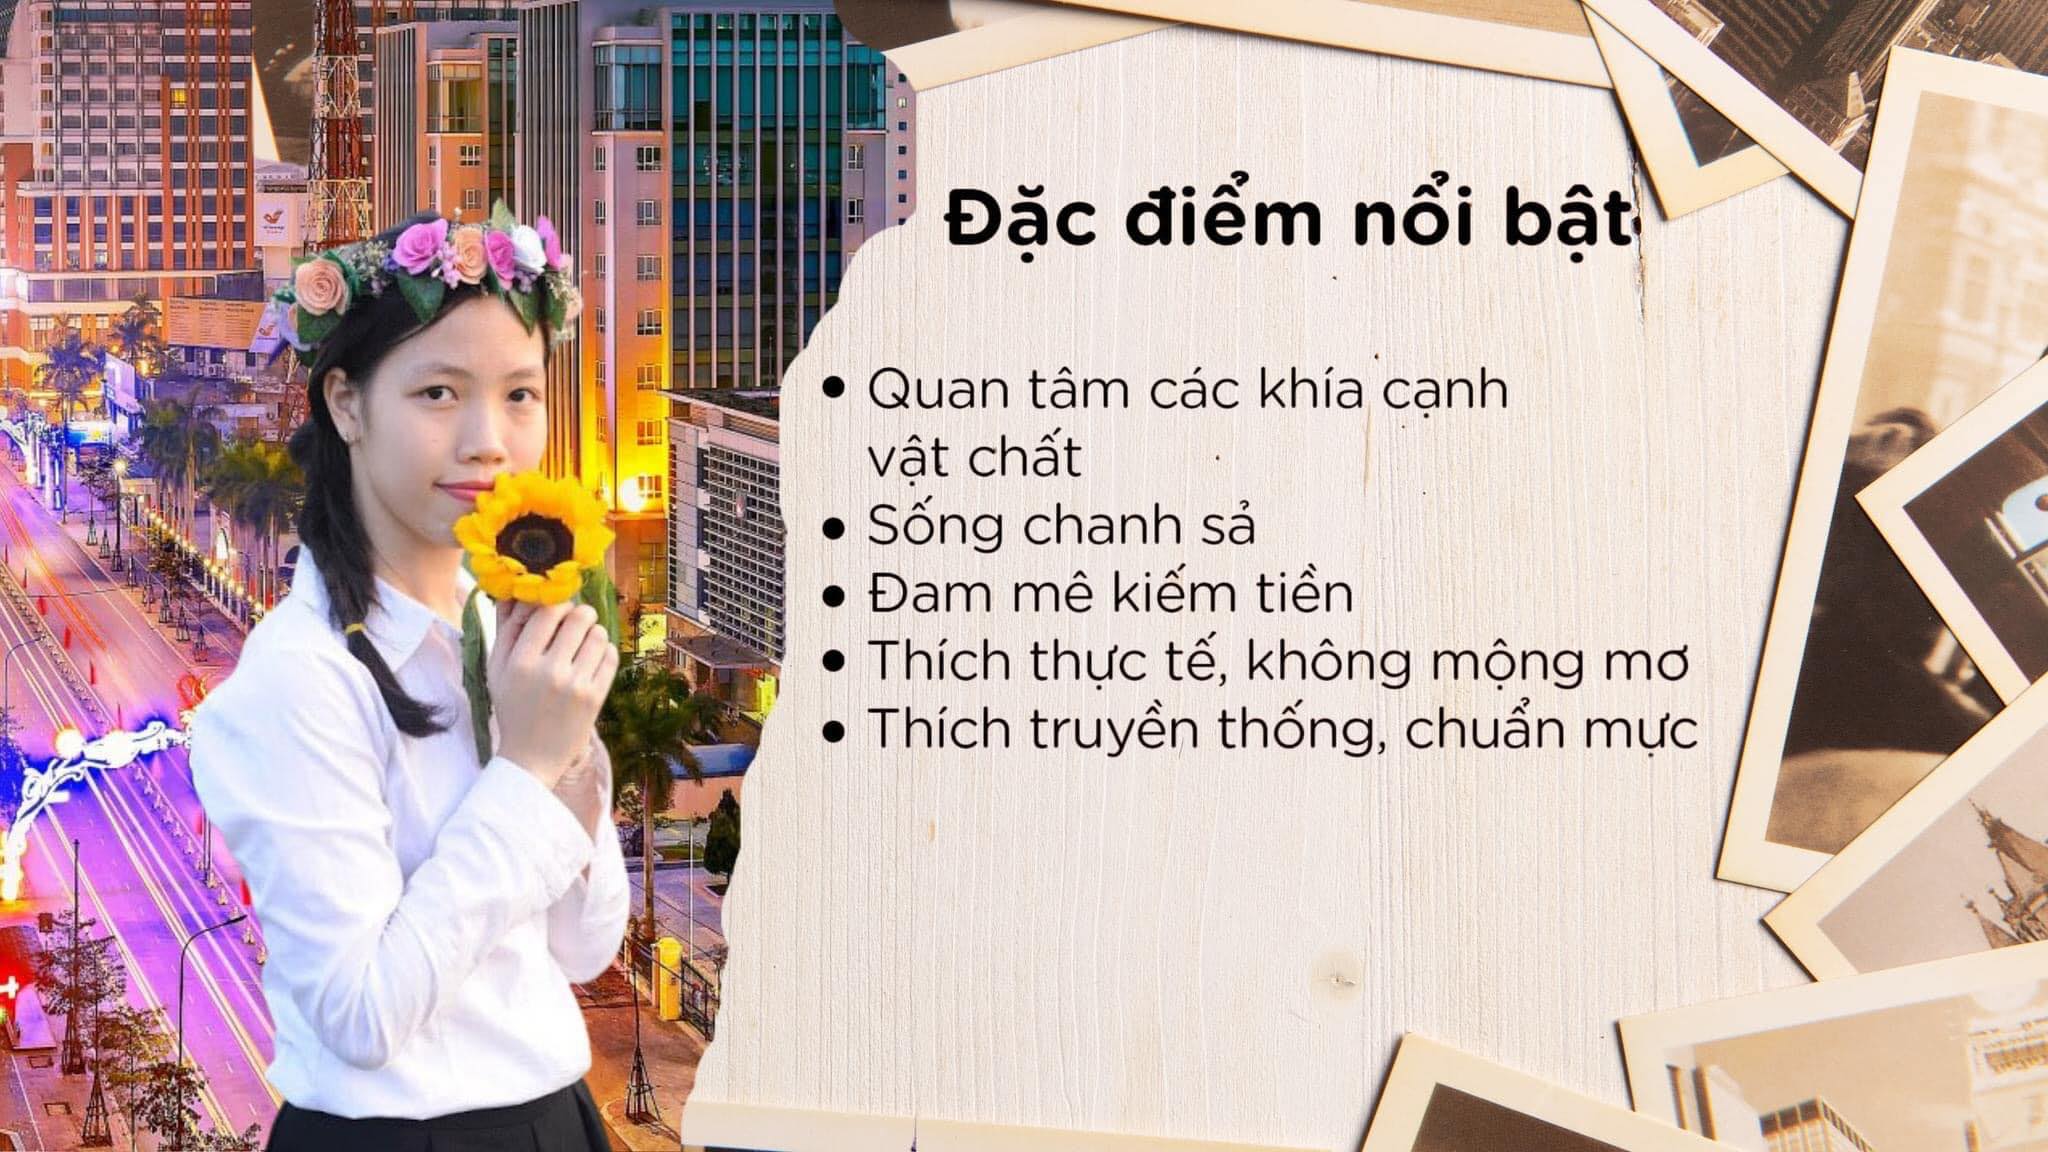 Đặc điểm nổi bật
• Quan tâm các khía cạnh
vật chất
• Sống chanh sả
• Đam mê kiếm tiền
• Thích thực tế, không mộng mơ
• Thích truyền thống, chuẩn mực